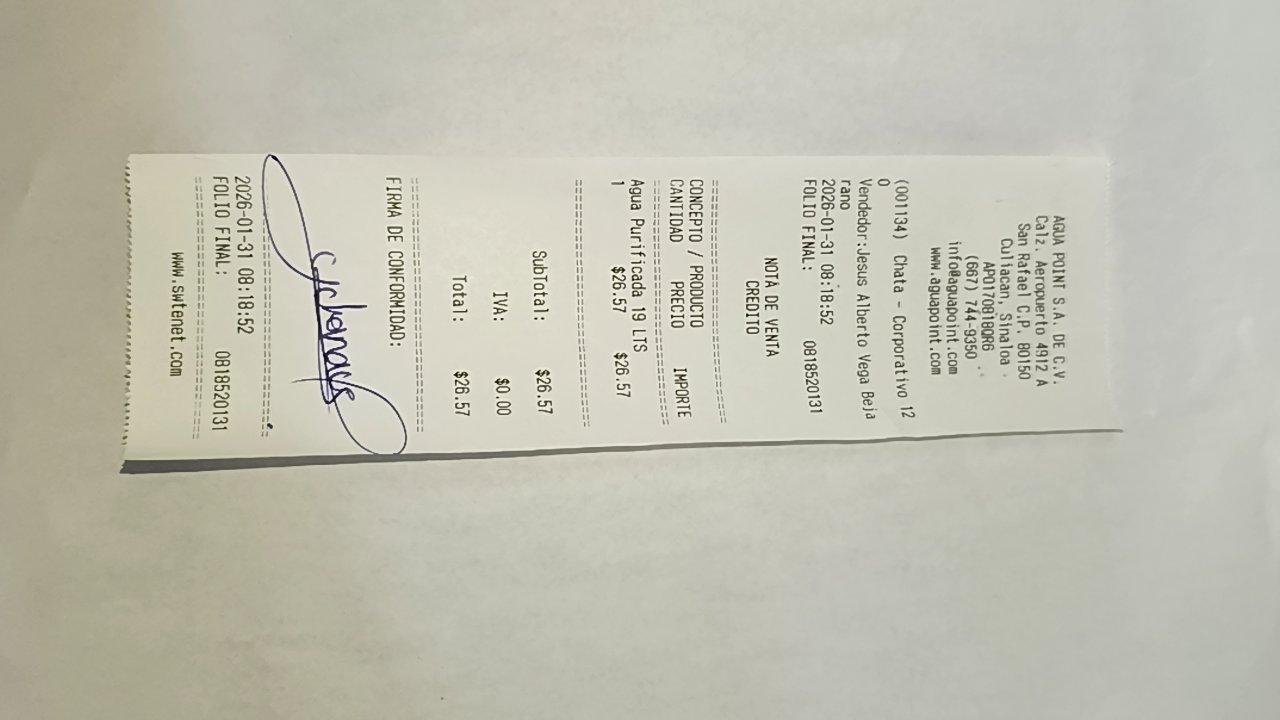 AGUA POINT S.A. DE C.V.
Calz. Aeropuerto 4912 A
San Rafael C.P. 80150
Culiacan, Sinaloa
APO170818QR6
(667) 744-9350
info@aguapoint.com
www.aguapoint.com
(001134) Chata - Corporativo 12
0
Vendedor:Jesus Alberto Vega Beja
rano
2026-01-31 08:18:52
FOLIO FINAL: 0818520131
NOTA DE VENTA
CREDITO
CONCEPTO / PRODUCTO
CANTIDAD PRECIO IMPORTE
Agua Purificada 19 LTS
1 $26.57 $26.57
SubTotal: $26.57
IVA: $0.00
Total: $26.57
FIRMA DE CONFORMIDAD:
2026-01-31 08:18:52
FOLIO FINAL: 0818520131
www.swtenet.com